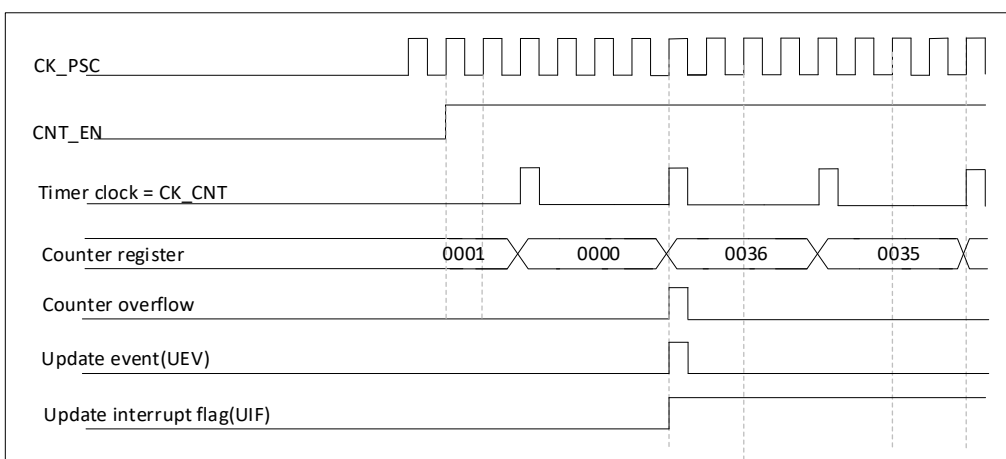 CK_PSC
CNT_EN
Timer clock = CK_CNT
Counter register 0001 0000 0036 0035
Counter overflow
Update event(UEV)
Update interrupt flag(UIF)